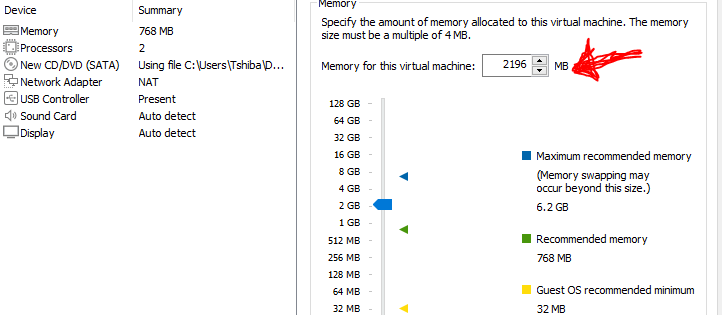 Device Summary
Memory 768 MB
Processors 2
New CD/DVD (SATA) Using file C:\Users\Tshiba\D...
Network Adapter NAT
USB Controller Present
Sound Card Auto detect
Display Auto detect
Memory
Specify the amount of memory allocated to this virtual machine. The memory
size must be a multiple of 4 MB.
Memory for this virtual machine: 2196 MB
128 GB
64 GB
32 GB
16 GB
8 GB
4 GB
2 GB
1 GB
512 MB
256 MB
128 MB
64 MB
32 MB
Maximum recommended memory
(Memory swapping may
occur beyond this size.)
6.2 GB
Recommended memory
768 MB
Guest OS recommended minimum
32 MB